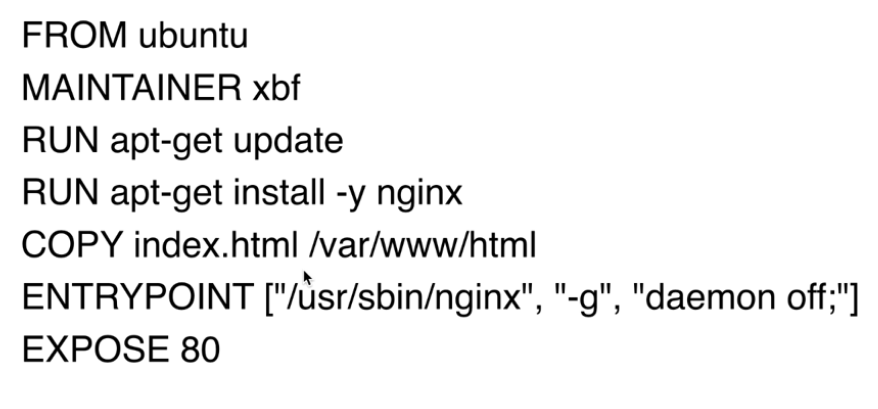 FROM ubuntu
MAINTAINER xbf
RUN apt-get update
RUN apt-get install -y nginx
COPY index.html /var/www/html
ENTRYPOINT ["/usr/sbin/nginx", "-g", "daemon off;"]
EXPOSE 80